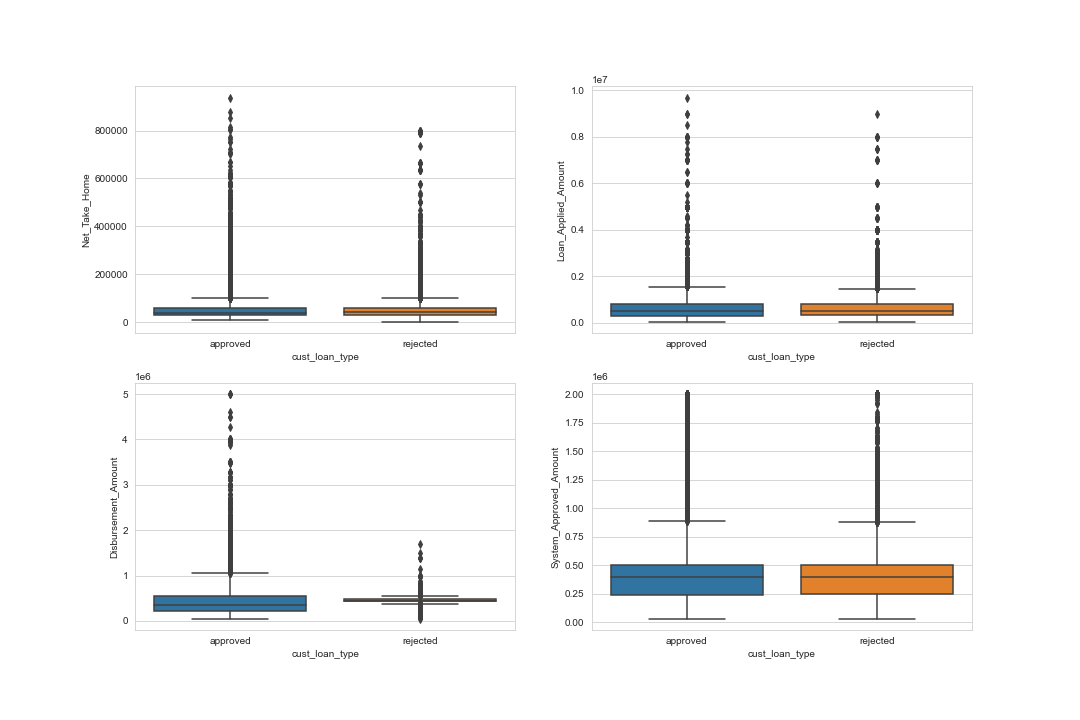 800000
600000
400000
200000
0
Net_Take_Home
approved
rejected
cust_loan_type
1e7
1.0
0.8
0.6
0.4
0.2
0.0
Loan_Applied_Amount
approved
rejected
cust_loan_type
1e6
5
4
3
2
1
0
Disbursement_Amount
approved
rejected
cust_loan_type
1e6
2.00
1.75
1.50
1.25
1.00
0.75
0.50
0.25
0.00
System_Approved_Amount
approved
rejected
cust_loan_type